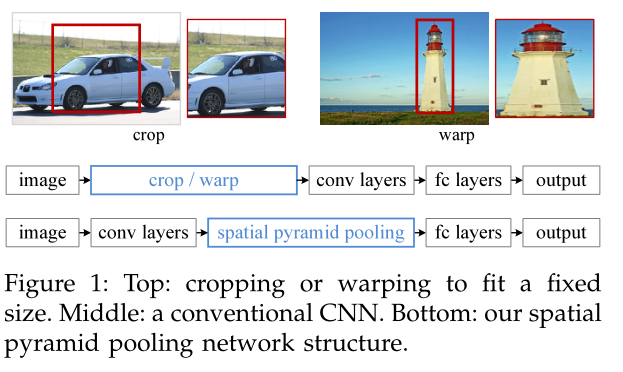 crop
warp
image
crop / warp
conv layers
fc layers
output
image
conv layers
spatial pyramid pooling
fc layers
output
Figure 1: Top: cropping or warping to fit a fixed
size. Middle: a conventional CNN. Bottom: our spatial
pyramid pooling network structure.